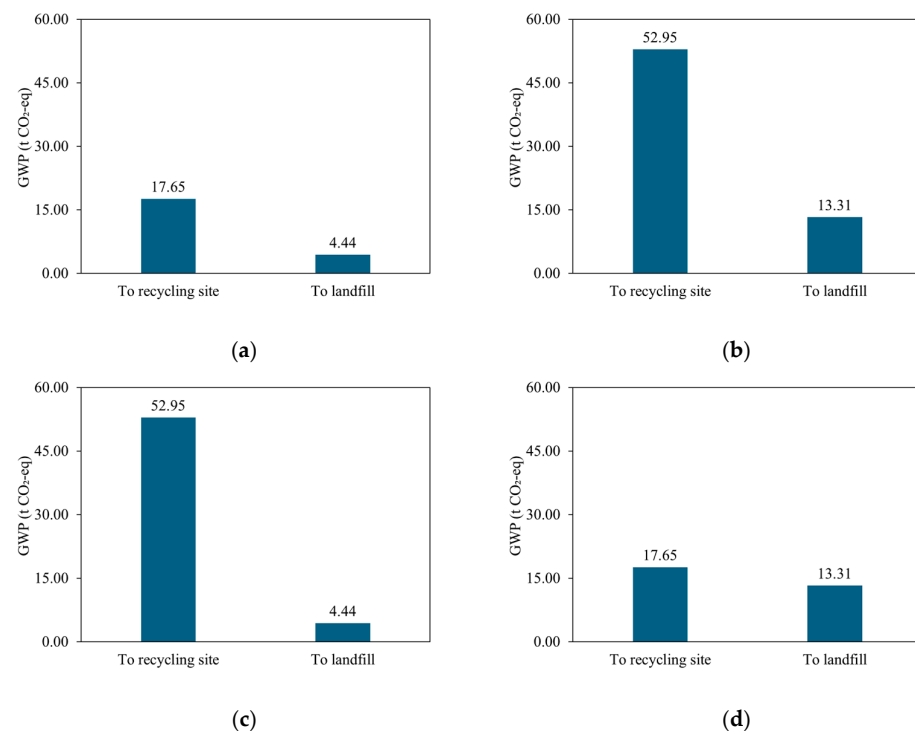 60.00
45.00
30.00
15.00
0.00
GWP (t CO₂-eq)
17.65
4.44
To recycling site
To landfill
(a)
60.00
45.00
30.00
15.00
0.00
GWP (t CO₂-eq)
52.95
13.31
To recycling site
To landfill
(b)
60.00
45.00
30.00
15.00
0.00
GWP (t CO₂-eq)
52.95
4.44
To recycling site
To landfill
(c)
60.00
45.00
30.00
15.00
0.00
GWP (t CO₂-eq)
17.65
13.31
To recycling site
To landfill
(d)